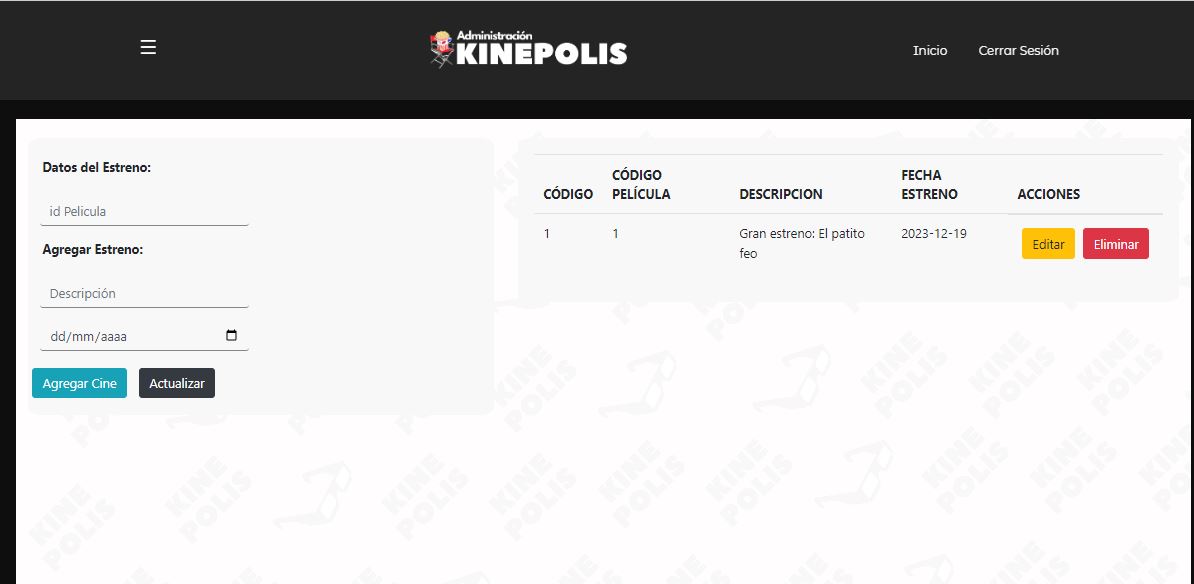 ☰
Administración
KINEPOLIS
Inicio Cerrar Sesión
Datos del Estreno:
id Pelicula
Agregar Estreno:
Descripción
dd/mm/aaaa
Agregar Cine Actualizar
CÓDIGO CÓDIGO PELÍCULA DESCRIPCION FECHA ESTRENO ACCIONES
1 1 Gran estreno: El patito 2023-12-19 Editar Eliminar
feo
KINE
POLIS